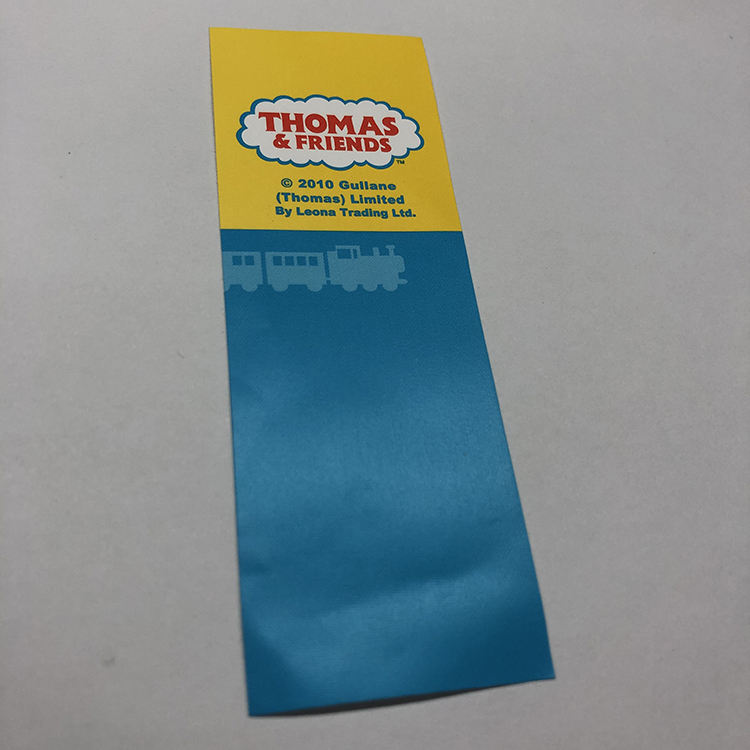 THOMAS
& FRIENDS
™
© 2010 Gullane
(Thomas) Limited
By Leona Trading Ltd.